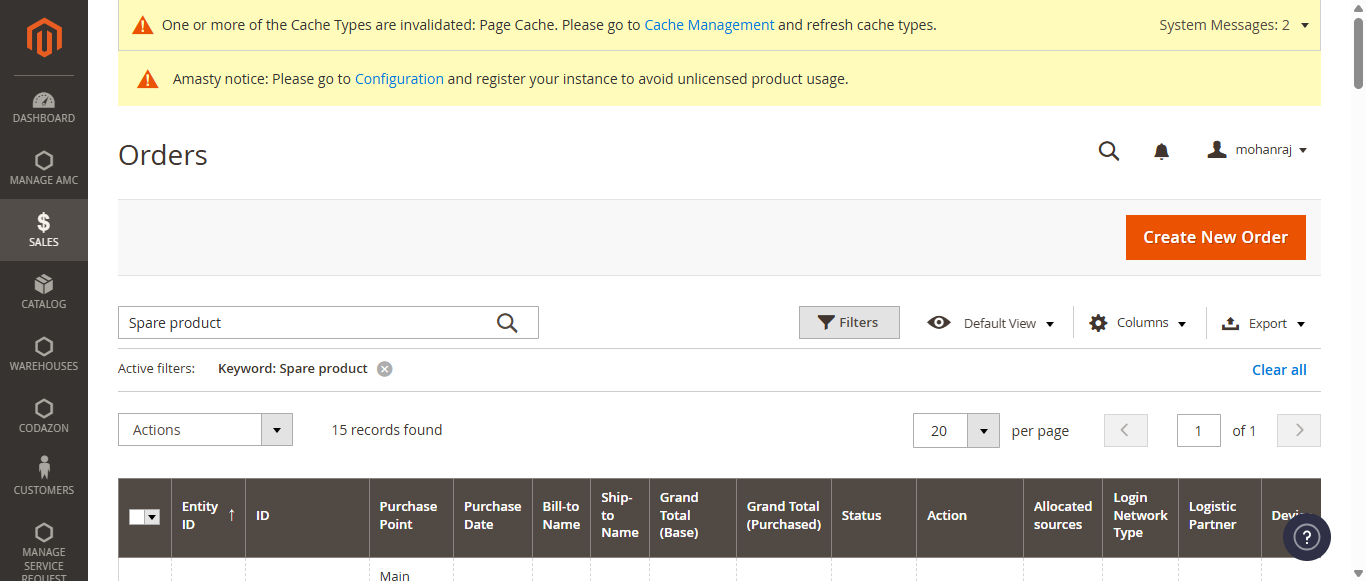 One or more of the Cache Types are invalidated: Page Cache. Please go to Cache Management and refresh cache types.
System Messages: 2
Amasty notice: Please go to Configuration and register your instance to avoid unlicensed product usage.
DASHBOARD
MANAGE AMC
SALES
CATALOG
WAREHOUSES
CODAZON
CUSTOMERS
MANAGE
SERVICE
REQUEST
Orders
mohanraj
Create New Order
Spare product
Filters
Default View
Columns
Export
Active filters:
Keyword: Spare product
Clear all
Actions
15 records found
20
per page
1
of 1
Entity
ID
ID
Purchase
Point
Purchase
Date
Bill-to
Name
Ship-
to
Name
Grand
Total
(Base)
Grand Total
(Purchased)
Status
Action
Allocated
sources
Login
Network
Type
Logistic
Partner
Main